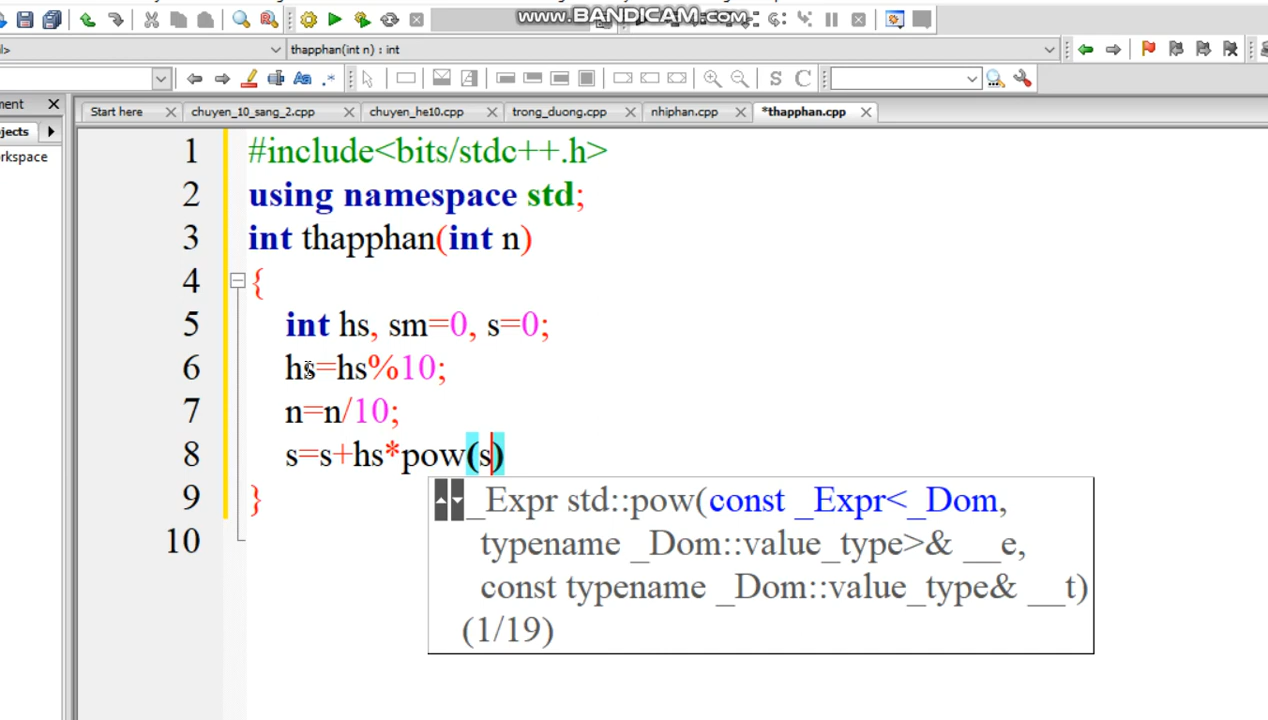 www.BANDICAM.com
l>
thapphan(int n) : int
S C
ment
Start here
chuyen_10_sang_2.cpp
chuyen_he10.cpp
trong_duong.cpp
nhiphan.cpp
*thapphan.cpp
jects
rkspace
1 #include<bits/stdc++.h>
2 using namespace std;
3 int thapphan(int n)
4 {
5 int hs, sm=0, s=0;
6 hs=hs%10;
7 n=n/10;
8 s=s+hs*pow(s)
9 }
10
_Expr std::pow(const _Expr<_Dom,
typename _Dom::value_type>& __e,
const typename _Dom::value_type& __t)
(1/19)